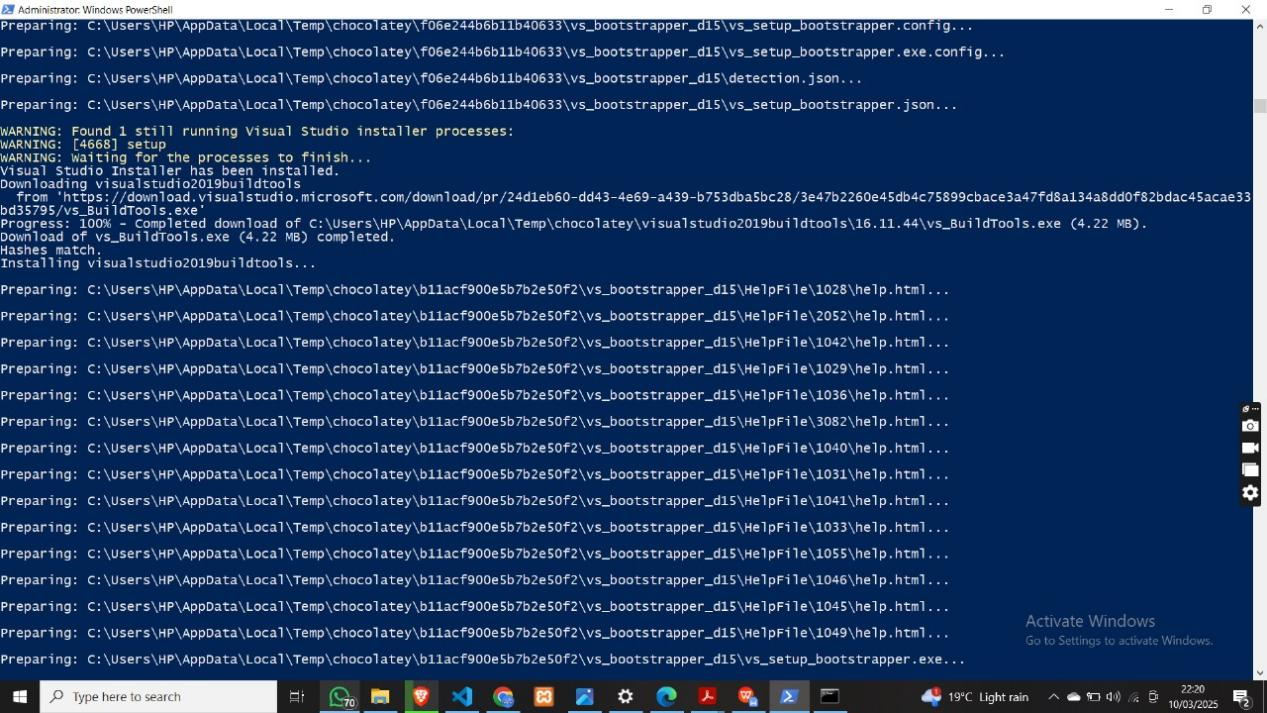 Administrator: Windows PowerShell
Preparing: C:\Users\HP\AppData\Local\Temp\chocolatey\f06e244b6b11b40633\vs_bootstrapper_d15\vs_setup_bootstrapper.config...
Preparing: C:\Users\HP\AppData\Local\Temp\chocolatey\f06e244b6b11b40633\vs_bootstrapper_d15\vs_setup_bootstrapper.exe.config...
Preparing: C:\Users\HP\AppData\Local\Temp\chocolatey\f06e244b6b11b40633\vs_bootstrapper_d15\detection.json...
Preparing: C:\Users\HP\AppData\Local\Temp\chocolatey\f06e244b6b11b40633\vs_bootstrapper_d15\vs_setup_bootstrapper.json...
WARNING: Found 1 still running Visual Studio installer processes:
WARNING: [4668] setup
WARNING: Waiting for the processes to finish...
Visual Studio Installer has been installed.
Downloading visualstudio2019buildtools
from 'https://download.visualstudio.microsoft.com/download/pr/24d1eb60-dd43-4e69-a439-b753dba5bc28/3e47b2260e45db4c75899cbace3a47fd8a134a8dd0f82bdac45acae33
bd35795/vs_BuildTools.exe'
Progress: 100% - Completed download of C:\Users\HP\AppData\Local\Temp\chocolatey\visualstudio2019buildtools\16.11.44\vs_BuildTools.exe (4.22 MB).
Download of vs_BuildTools.exe (4.22 MB) completed.
Hashes match.
Installing visualstudio2019buildtools...
Preparing: C:\Users\HP\AppData\Local\Temp\chocolatey\b11acf900e5b7b2e50f2\vs_bootstrapper_d15\HelpFile\1028\help.html...
Preparing: C:\Users\HP\AppData\Local\Temp\chocolatey\b11acf900e5b7b2e50f2\vs_bootstrapper_d15\HelpFile\2052\help.html...
Preparing: C:\Users\HP\AppData\Local\Temp\chocolatey\b11acf900e5b7b2e50f2\vs_bootstrapper_d15\HelpFile\1042\help.html...
Preparing: C:\Users\HP\AppData\Local\Temp\chocolatey\b11acf900e5b7b2e50f2\vs_bootstrapper_d15\HelpFile\1029\help.html...
Preparing: C:\Users\HP\AppData\Local\Temp\chocolatey\b11acf900e5b7b2e50f2\vs_bootstrapper_d15\HelpFile\1036\help.html...
Preparing: C:\Users\HP\AppData\Local\Temp\chocolatey\b11acf900e5b7b2e50f2\vs_bootstrapper_d15\HelpFile\3082\help.html...
Preparing: C:\Users\HP\AppData\Local\Temp\chocolatey\b11acf900e5b7b2e50f2\vs_bootstrapper_d15\HelpFile\1040\help.html...
Preparing: C:\Users\HP\AppData\Local\Temp\chocolatey\b11acf900e5b7b2e50f2\vs_bootstrapper_d15\HelpFile\1031\help.html...
Preparing: C:\Users\HP\AppData\Local\Temp\chocolatey\b11acf900e5b7b2e50f2\vs_bootstrapper_d15\HelpFile\1041\help.html...
Preparing: C:\Users\HP\AppData\Local\Temp\chocolatey\b11acf900e5b7b2e50f2\vs_bootstrapper_d15\HelpFile\1033\help.html...
Preparing: C:\Users\HP\AppData\Local\Temp\chocolatey\b11acf900e5b7b2e50f2\vs_bootstrapper_d15\HelpFile\1055\help.html...
Preparing: C:\Users\HP\AppData\Local\Temp\chocolatey\b11acf900e5b7b2e50f2\vs_bootstrapper_d15\HelpFile\1046\help.html...
Preparing: C:\Users\HP\AppData\Local\Temp\chocolatey\b11acf900e5b7b2e50f2\vs_bootstrapper_d15\HelpFile\1045\help.html...
Preparing: C:\Users\HP\AppData\Local\Temp\chocolatey\b11acf900e5b7b2e50f2\vs_bootstrapper_d15\HelpFile\1049\help.html...
Preparing: C:\Users\HP\AppData\Local\Temp\chocolatey\b11acf900e5b7b2e50f2\vs_bootstrapper_d15\vs_setup_bootstrapper.exe...
Activate Windows
Go to Settings to activate Windows.
Type here to search
70
19°C Light rain
22:20
10/03/2025
2